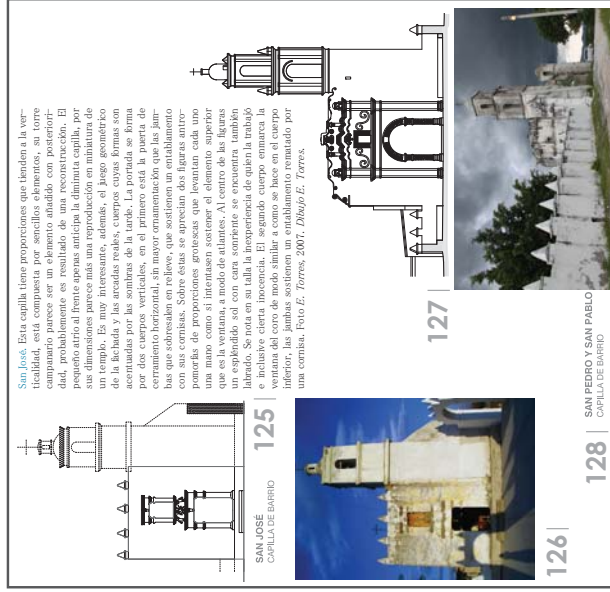 San José. Esta capilla tiene proporciones que tienden a la ver-
ticalidad, está compuesta por sencillos elementos, su torre
campanario parece ser un elemento añadido con posteriori-
dad, probablemente es resultado de una reconstrucción. El
pequeño atrio al frente apenas anticipa la diminuta capilla, por
sus dimensiones parece más una reproducción en miniatura de
un templo. Es muy interesante, además, el juego geométrico
de la fachada y las arcadas reales, cuerpos cuyas formas son
acentuadas por las sombras de la tarde. La portada se forma
por dos cuerpos verticales, en el primero está la puerta de
cerramiento horizontal, sin mayor ornamentación que las jam-
bas que sobresalen en relieve, que sostienen un entablamento
con sus cornisas. Sobre éstas se aprecian dos figuras antro-
pomorfas de proporciones grotescas que levantan cada uno
una mano como si intentasen sostener el elemento superior
que es la ventana, a modo de atlantes. Al centro de las figuras
un espléndido sol con cara sonriente se encuentra también
labrado. Se nota en su talla la inexperiencia de quien la trabajó
e inclusive cierta inocencia. El segundo cuerpo enmarca la
ventana del coro de modo similar a como se hace en el cuerpo
inferior, las jambas sostienen un entablamento rematado por
una cornisa. Foto E. Torres, 2007. Dibujo E. Torres.
125|
SAN JOSÉ
CAPILLA DE BARRIO
126|
127|
128|
SAN PEDRO Y SAN PABLO
CAPILLA DE BARRIO